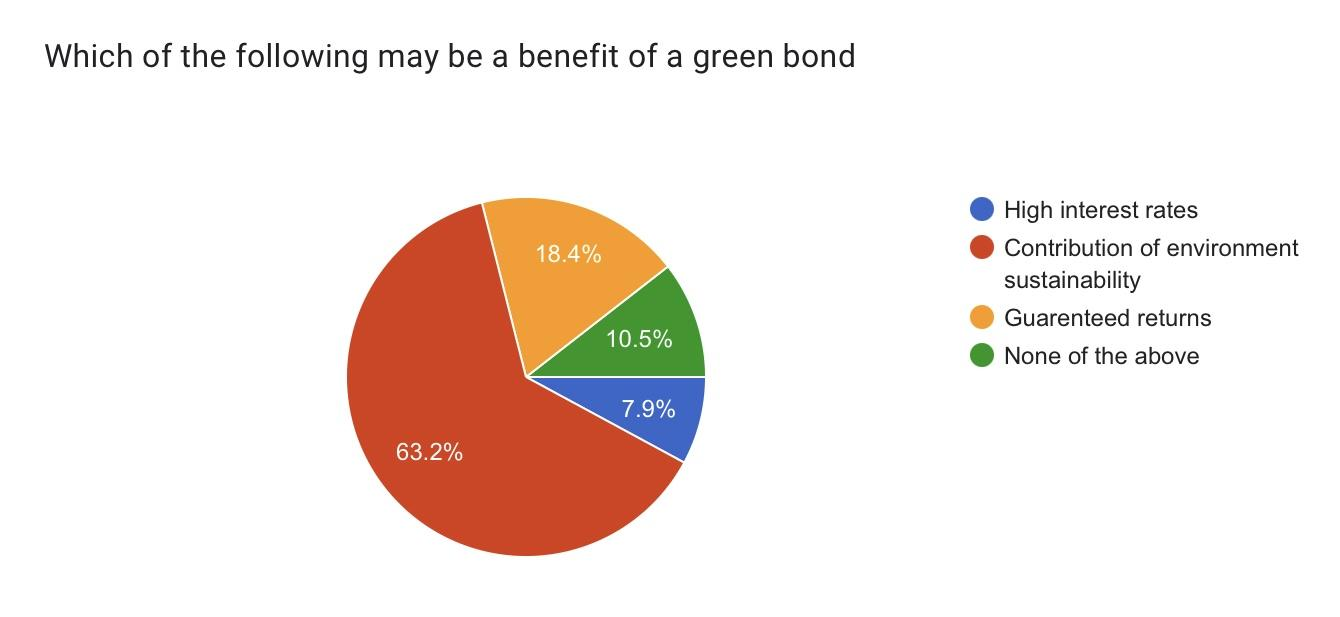 Which of the following may be a benefit of a green bond
18.4%
10.5%
7.9%
63.2%
High interest rates
Contribution of environment
sustainability
Guarenteed returns
None of the above